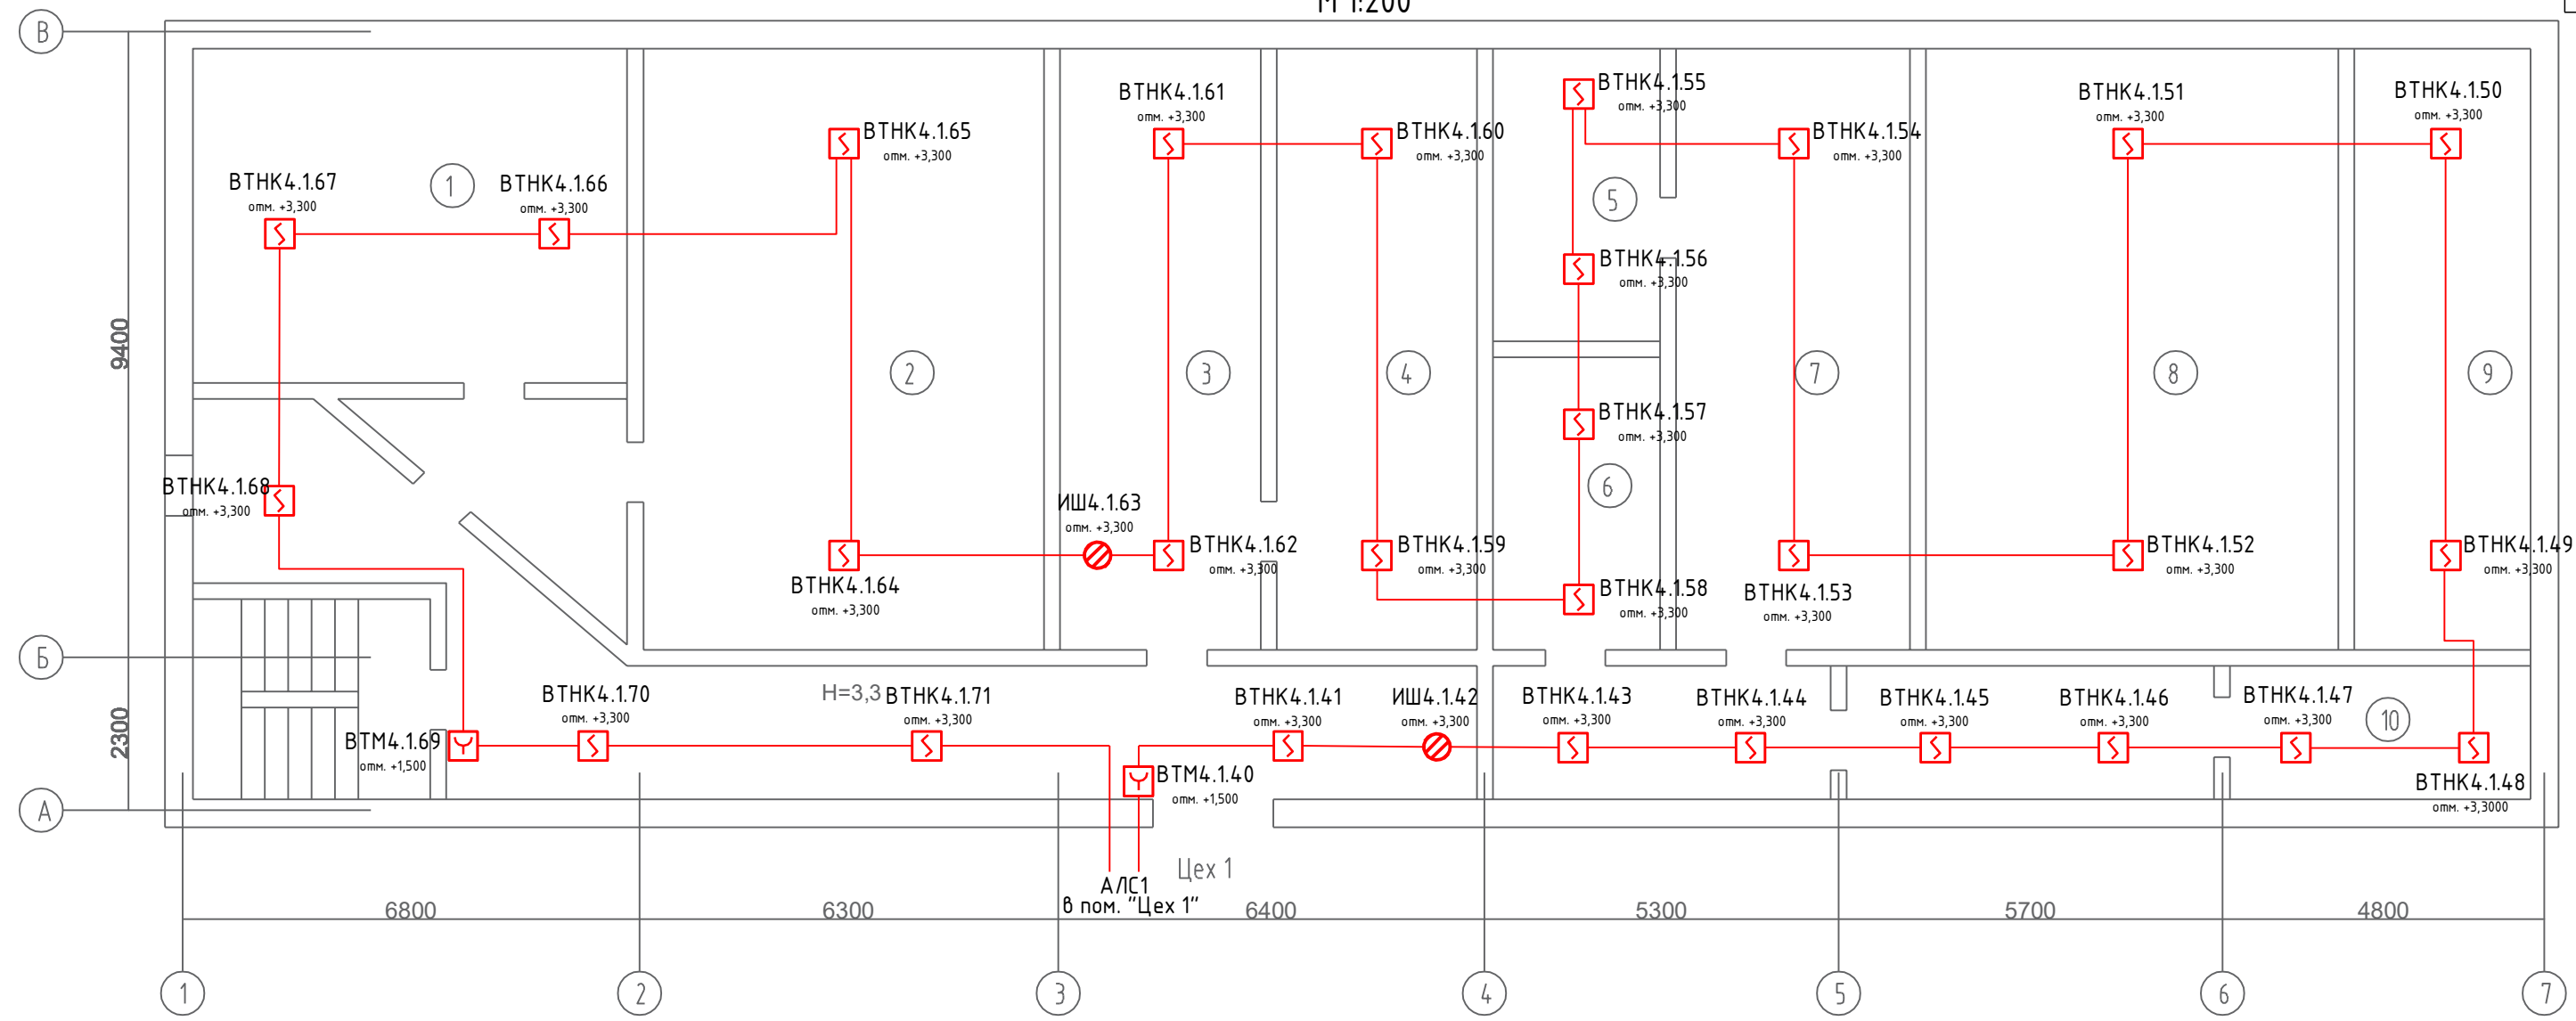 М 1:200
В
ВТНК4.1.55
отм. +3,300
ВТНК4.1.61
отм. +3,300
ВТНК4.1.51
отм. +3,300
ВТНК4.1.50
отм. +3,300
ВТНК4.1.65
отм. +3,300
ВТНК4.1.60
отм. +3,300
ВТНК4.1.54
отм. +3,300
ВТНК4.1.67
отм. +3,300
1
ВТНК4.1.66
отм. +3,300
5
ВТНК4.1.56
отм. +3,300
9400
2
3
4
7
8
9
ВТНК4.1.57
отм. +3,300
ВТНК4.1.68
отм. +3,300
6
ИШ4.1.63
отм. +3,300
ВТНК4.1.62
отм. +3,300
ВТНК4.1.59
отм. +3,300
ВТНК4.1.52
отм. +3,300
ВТНК4.1.49
отм. +3,300
ВТНК4.1.64
отм. +3,300
ВТНК4.1.58
отм. +3,300
ВТНК4.1.53
отм. +3,300
Б
2300
H=3,3
ВТНК4.1.70
отм. +3,300
ВТНК4.1.71
отм. +3,300
ВТНК4.1.41
отм. +3,300
ИШ4.1.42
отм. +3,300
ВТНК4.1.43
отм. +3,300
ВТНК4.1.44
отм. +3,300
ВТНК4.1.45
отм. +3,300
ВТНК4.1.46
отм. +3,300
ВТНК4.1.47
отм. +3,300
10
ВТМ4.1.69
отм. +1,500
ВТМ4.1.40
отм. +1,500
ВТНК4.1.48
отм. +3,3000
А
Цех 1
АЛС1
в пом. "Цех 1"
6800
6300
6400
5300
5700
4800
1
2
3
4
5
6
7